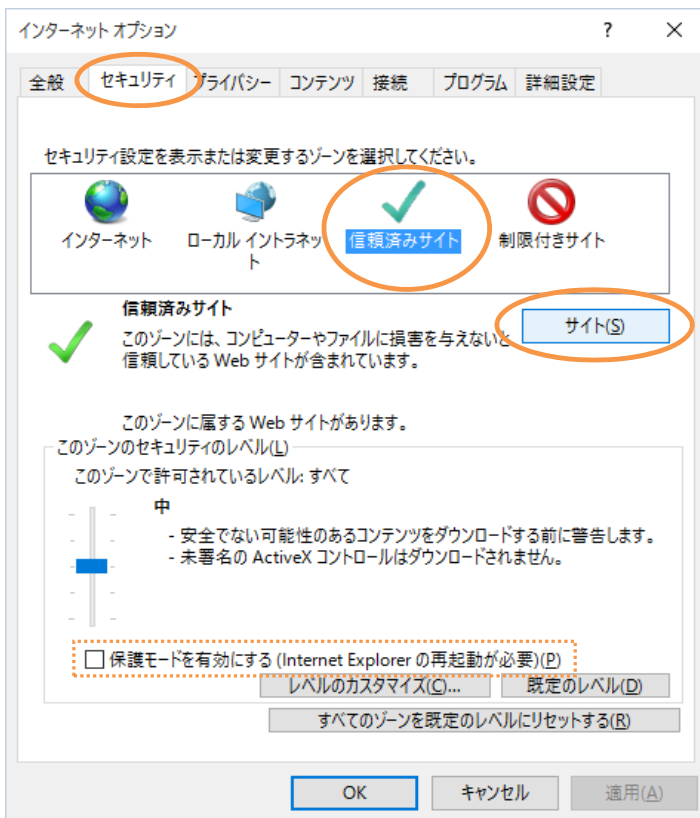 インターネット オプション ? ×
全般 セキュリティ プライバシー コンテンツ 接続 プログラム 詳細設定
セキュリティ設定を表示または変更するゾーンを選択してください。
インターネット ローカル イントラネッ 信頼済みサイト 制限付きサイト
ト
信頼済みサイト
サイト(S)
このゾーンには、コンピューターやファイルに損害を与えないと
信頼している Web サイトが含まれています。
このゾーンに属する Web サイトがあります。
このゾーンのセキュリティのレベル(L)
このゾーンで許可されているレベル: すべて
中
- 安全でない可能性のあるコンテンツをダウンロードする前に警告します。
- 未署名の ActiveX コントロールはダウンロードされません。
保護モードを有効にする (Internet Explorer の再起動が必要)(P)
レベルのカスタマイズ(C)... 既定のレベル(D)
すべてのゾーンを既定のレベルにリセットする(R)
OK キャンセル 適用(A)